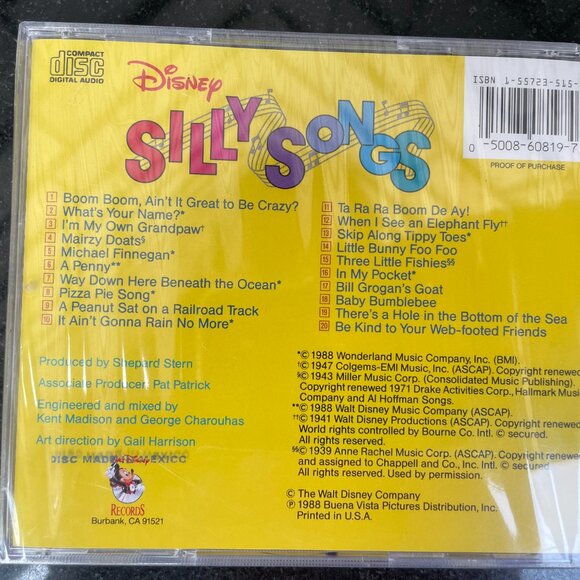 COMPACT
disc
DIGITAL AUDIO
DISNEY
SILLY SONGS
ISBN 1-55723-515-
0 -5008-60819-7
PROOF OF PURCHASE
1 Boom Boom, Ain't It Great to Be Crazy?
2 What's Your Name?*
3 I'm My Own Grandpaw†
4 Mairzy Doats§
5 Michael Finnegan*
6 A Penny**
7 Way Down Here Beneath the Ocean*
8 Pizza Pie Song*
9 A Peanut Sat on a Railroad Track
10 It Ain't Gonna Rain No More*
11 Ta Ra Ra Boom De Ay!
12 When I See an Elephant Fly††
13 Skip Along Tippy Toes*
14 Little Bunny Foo Foo
15 Three Little Fishies§§
16 In My Pocket*
17 Bill Grogan's Goat
18 Baby Bumblebee
19 There's a Hole in the Bottom of the Sea
20 Be Kind to Your Web-footed Friends
Produced by Shepard Stern
Associate Producer: Pat Patrick
Engineered and mixed by
Kent Madison and George Charouhas
Art direction by Gail Harrison
DISC MADE MEXICO
Walt Disney
RECORDS
Burbank, CA 91521
*© 1988 Wonderland Music Company, Inc. (BMI).
†© 1947 Colgems-EMI Music, Inc. (ASCAP). Copyright renewed
§© 1943 Miller Music Corp. (Consolidated Music Publishing).
Copyright renewed 1971 Drake Activities Corp., Hallmark Music
Company and Al Hoffman Songs.
**© 1988 Walt Disney Music Company (ASCAP).
††© 1941 Walt Disney Productions (ASCAP). Copyright renewed
World rights controlled by Bourne Co. Intl. © secured.
All rights reserved.
§§© 1939 Anne Rachel Music Corp. (ASCAP). Copyright renewed
and assigned to Chappell and Co., Inc. Intl. © secured.
All rights reserved. Used by permission.
© The Walt Disney Company
℗ 1988 Buena Vista Pictures Distribution, Inc.
Printed in U.S.A.